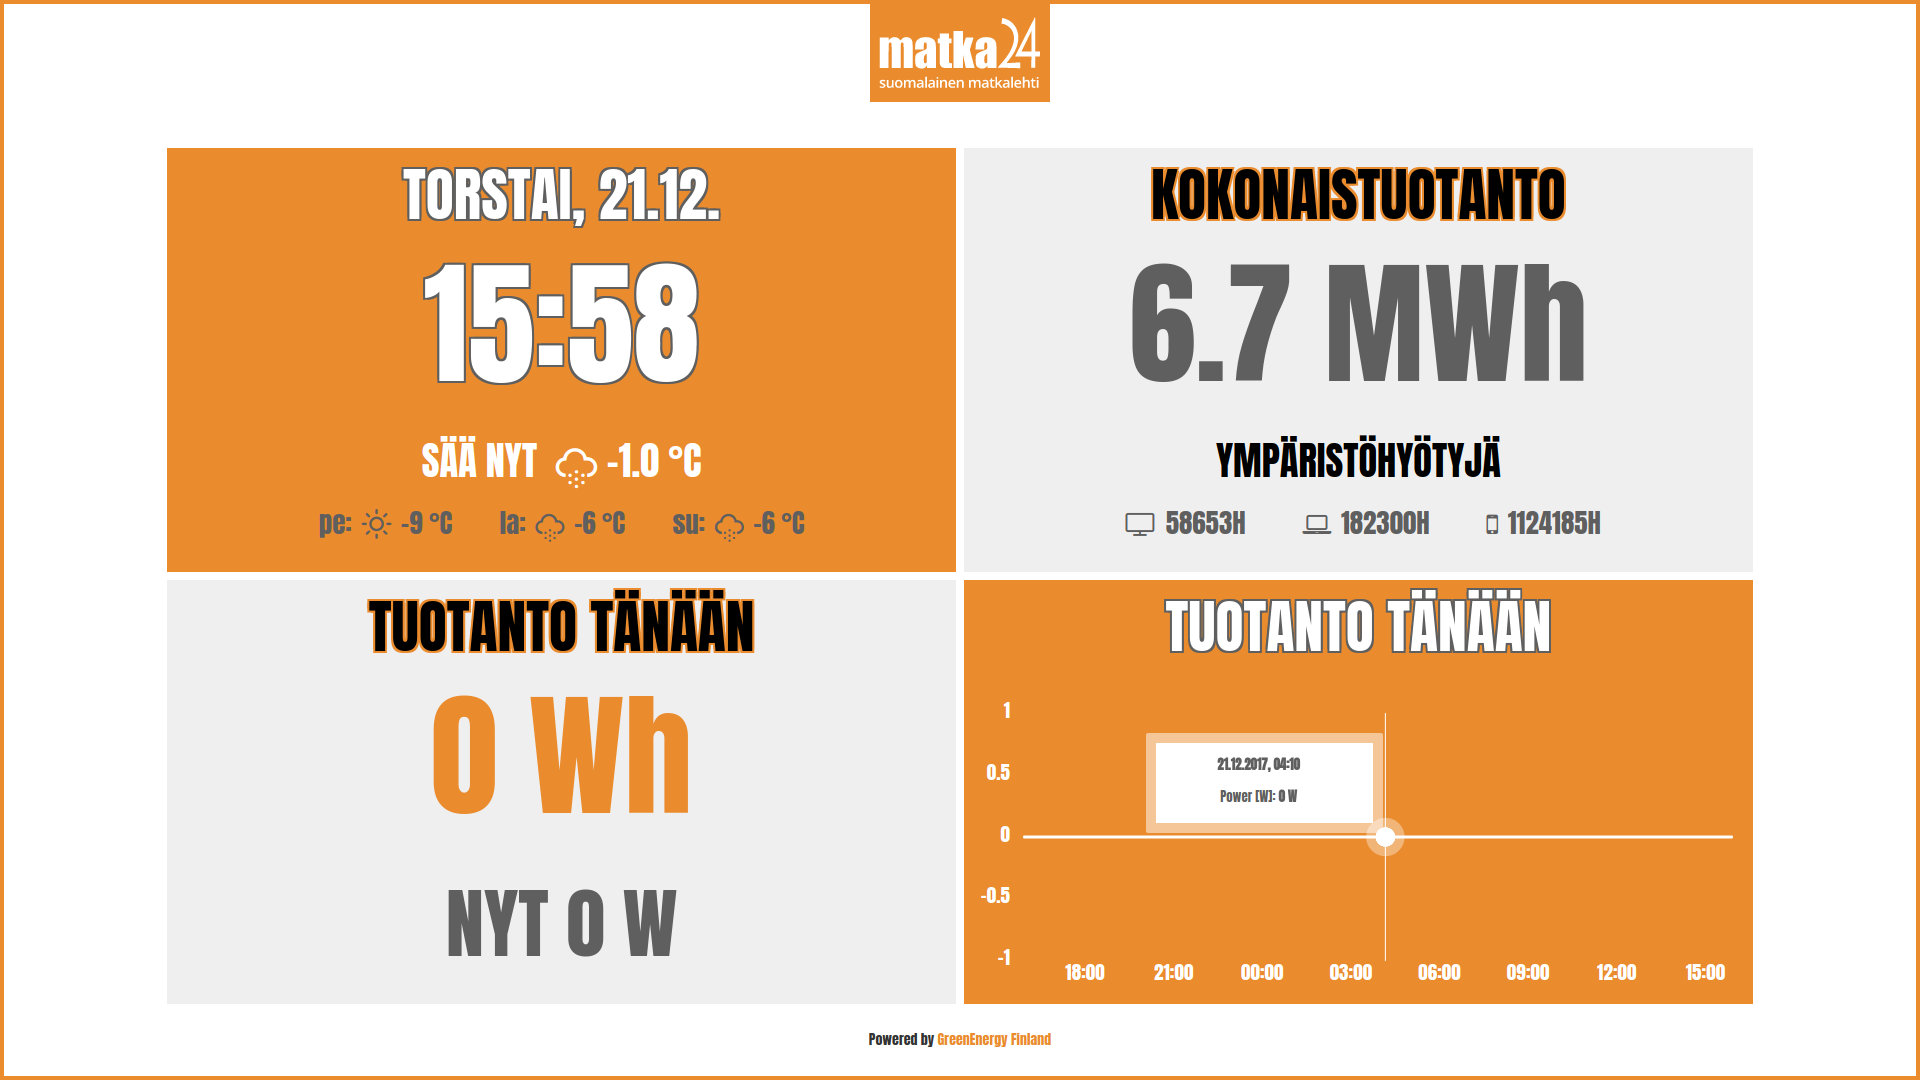 matka24
suomalainen matkalehti
TORSTAI, 21.12.
15:58
SÄÄ NYT -1.0 °C
pe: -9 °C la: -6 °C su: -6 °C
KOKONAISTUOTANTO
6.7 MWh
YMPÄRISTÖHYÖTYJÄ
58653H 182300H 1124185H
TUOTANTO TÄNÄÄN
0 Wh
NYT 0 W
TUOTANTO TÄNÄÄN
1
0.5
0
-0.5
-1
21.12.2017, 04:10
Power [W]: 0 W
18:00 21:00 00:00 03:00 06:00 09:00 12:00 15:00
Powered by GreenEnergy Finland